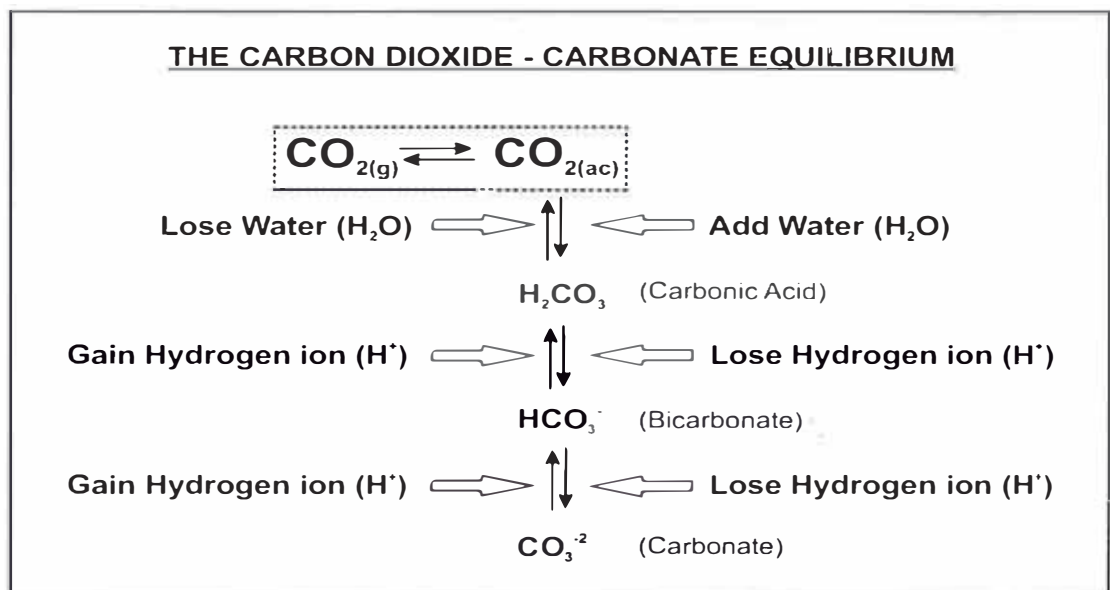 THE CARBON DIOXIDE - CARBONATE EQUILIBRIUM
CO₂(g) CO₂(ac)
Lose Water (H₂O) Add Water (H₂O)
H₂CO₃ (Carbonic Acid)
Gain Hydrogen ion (H⁺) Lose Hydrogen ion (H⁺)
HCO₃⁻ (Bicarbonate)
Gain Hydrogen ion (H⁺) Lose Hydrogen ion (H⁺)
CO₃⁻² (Carbonate)